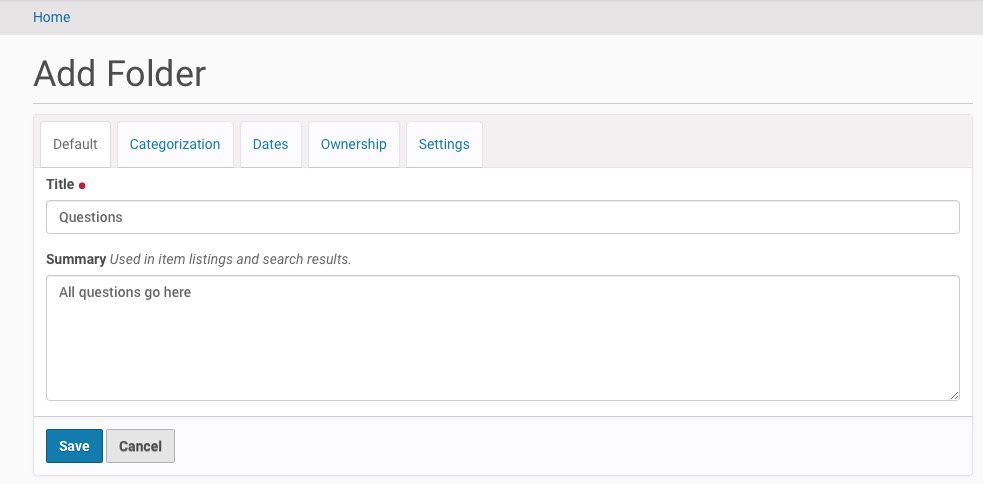 Home
Add Folder
Default Categorization Dates Ownership Settings
Title
Questions
Summary Used in item listings and search results.
All questions go here
Save Cancel